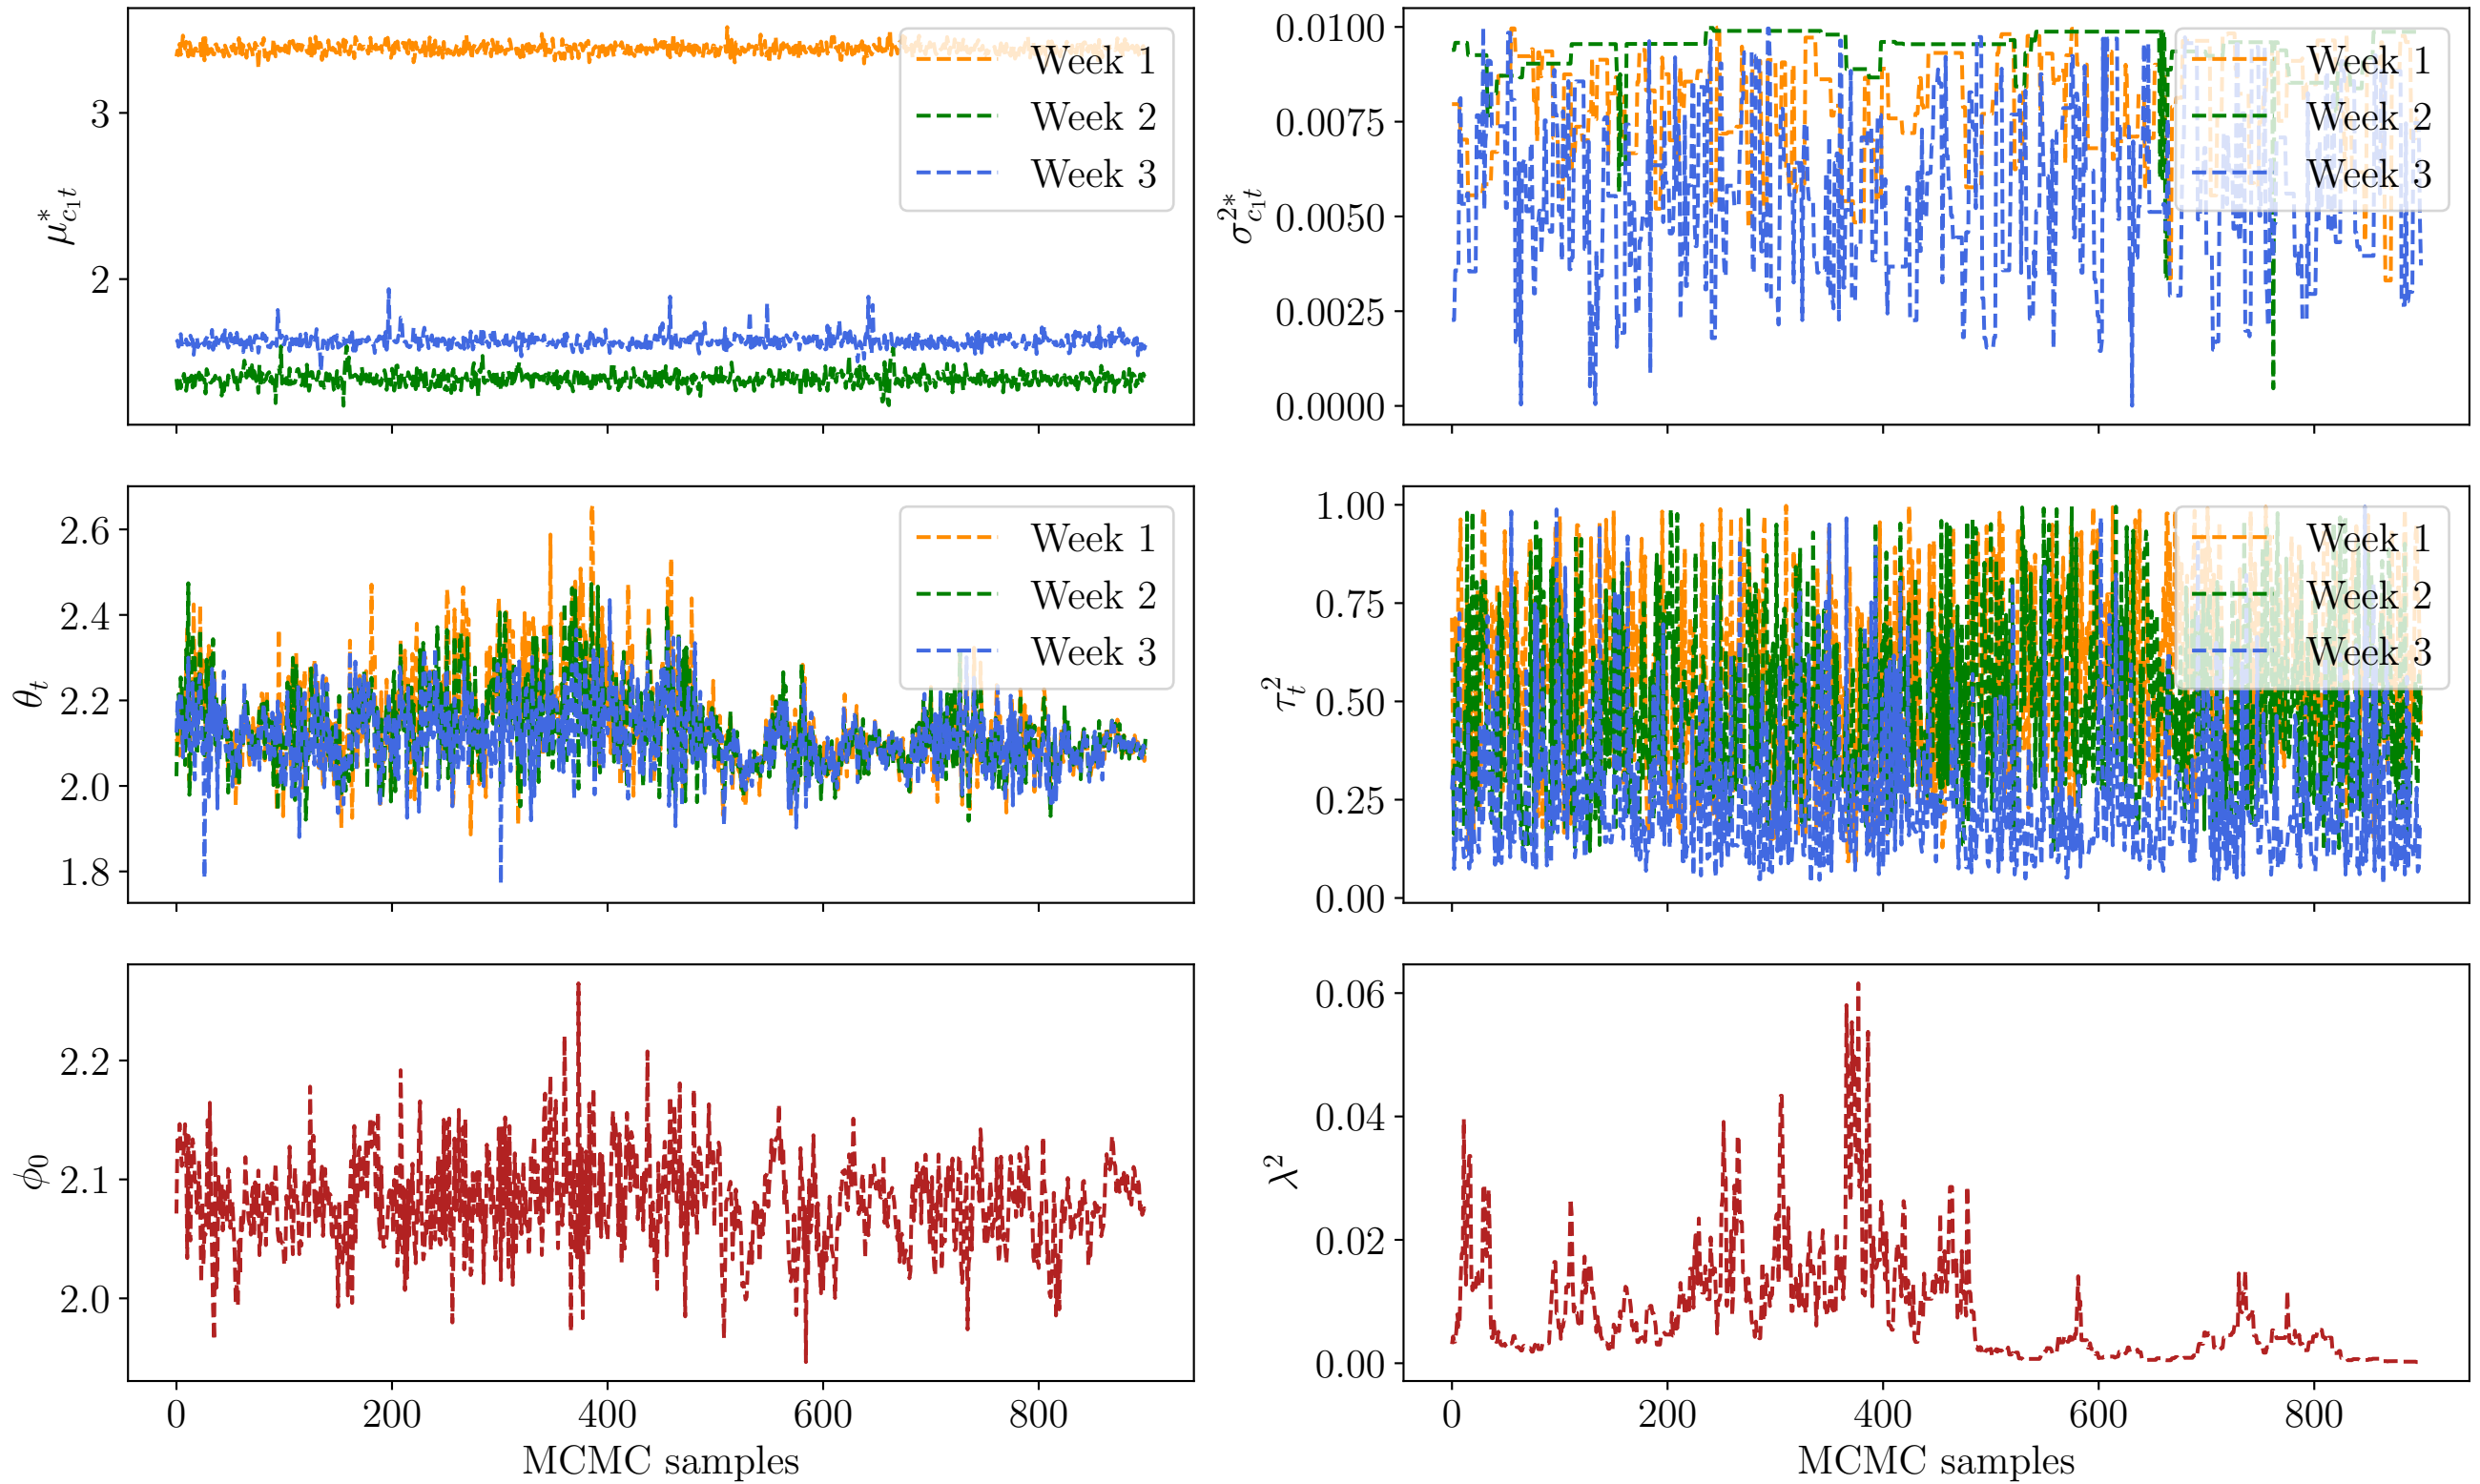 3
2
μ*_{c₁t}
Week 1
Week 2
Week 3
0.0100
0.0075
0.0050
0.0025
0.0000
σ²*_{c₁t}
Week 1
Week 2
Week 3
2.6
2.4
2.2
2.0
1.8
θ_t
Week 1
Week 2
Week 3
1.00
0.75
0.50
0.25
0.00
τ²_t
Week 1
Week 2
Week 3
2.2
2.1
2.0
ϕ₀
0 200 400 600 800
MCMC samples
0.06
0.04
0.02
0.00
λ²
0 200 400 600 800
MCMC samples